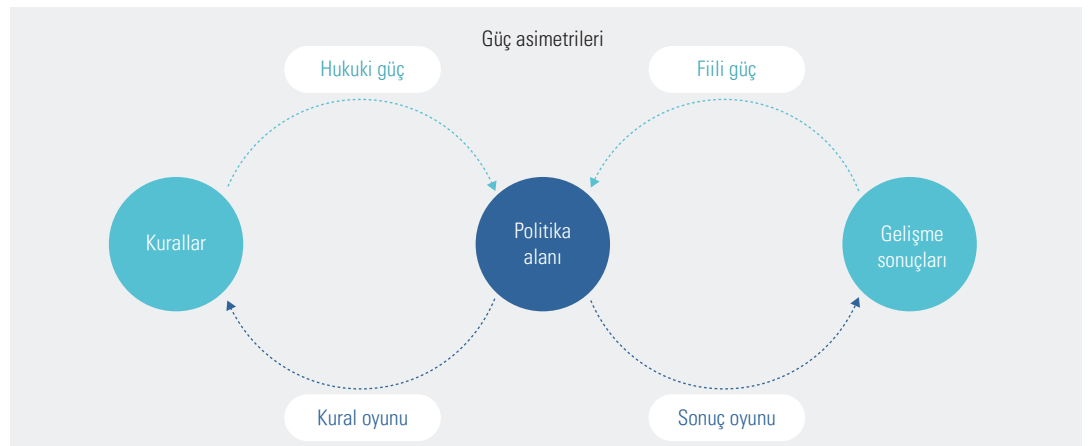 Güç asimetrileri
Hukuki güç
Fiili güç
Kurallar
Politika
alanı
Gelişme
sonuçları
Kural oyunu
Sonuç oyunu